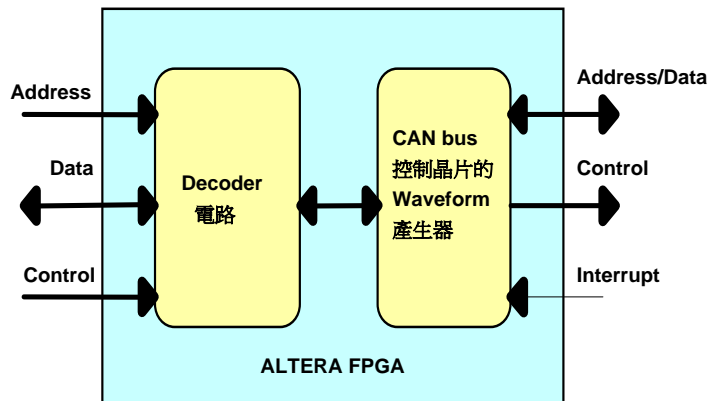 Address
Data
Control
Decoder
電路
CAN bus
控制晶片的
Waveform
產生器
Address/Data
Control
Interrupt
ALTERA FPGA